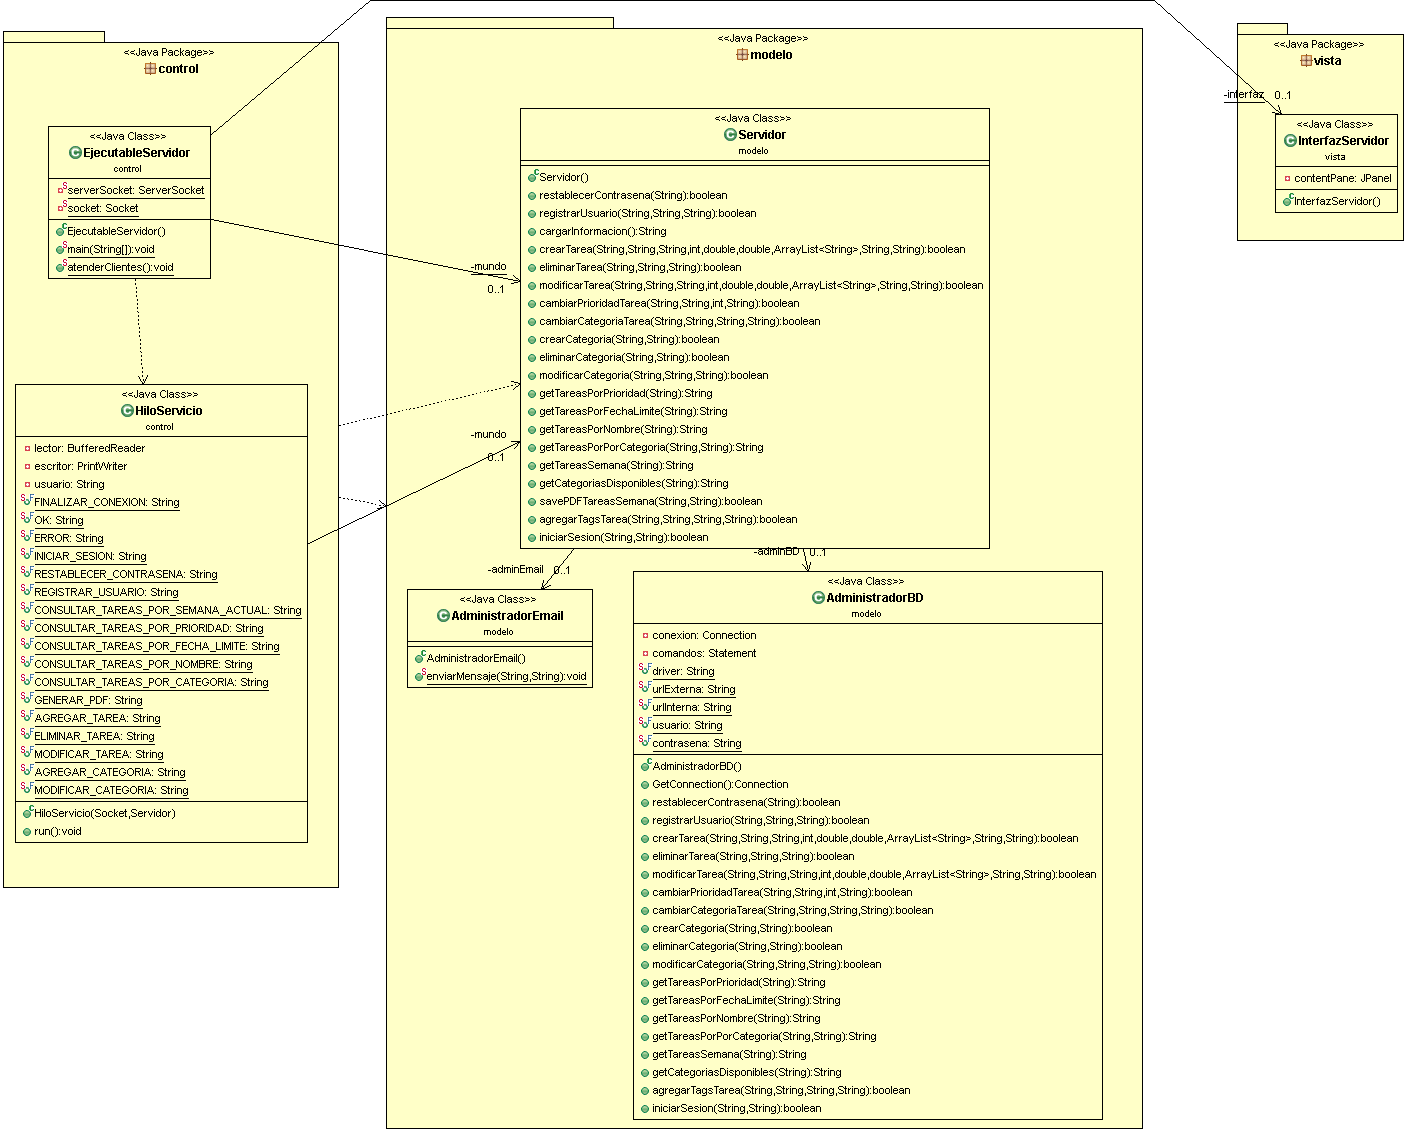 <<Java Package>>
control
<<Java Class>>
EjecutableServidor
control
serverSocket: ServerSocket
socket: Socket
EjecutableServidor()
main(String[]):void
atenderClientes():void
<<Java Class>>
HiloServicio
control
lector: BufferedReader
escritor: PrintWriter
usuario: String
FINALIZAR_CONEXION: String
OK: String
ERROR: String
INICIAR_SESION: String
RESTABLECER_CONTRASENA: String
REGISTRAR_USUARIO: String
CONSULTAR_TAREAS_POR_SEMANA_ACTUAL: String
CONSULTAR_TAREAS_POR_PRIORIDAD: String
CONSULTAR_TAREAS_POR_FECHA_LIMITE: String
CONSULTAR_TAREAS_POR_NOMBRE: String
CONSULTAR_TAREAS_POR_CATEGORIA: String
GENERAR_PDF: String
AGREGAR_TAREA: String
ELIMINAR_TAREA: String
MODIFICAR_TAREA: String
AGREGAR_CATEGORIA: String
MODIFICAR_CATEGORIA: String
HiloServicio(Socket,Servidor)
run():void
<<Java Package>>
modelo
-mundo
0..1
-mundo
0..1
<<Java Class>>
Servidor
modelo
Servidor()
restablecerContrasena(String):boolean
registrarUsuario(String,String,String):boolean
cargarInformacion():String
crearTarea(String,String,String,int,double,double,ArrayList<String>,String,String):boolean
eliminarTarea(String,String,String):boolean
modificarTarea(String,String,String,int,double,double,ArrayList<String>,String,String):boolean
cambiarPrioridadTarea(String,String,int,String):boolean
cambiarCategoriaTarea(String,String,String,String):boolean
crearCategoria(String,String):boolean
eliminarCategoria(String,String):boolean
modificarCategoria(String,String,String):boolean
getTareasPorPrioridad(String):String
getTareasPorFechaLimite(String):String
getTareasPorNombre(String):String
getTareasPorPorCategoria(String,String):String
getTareasSemana(String):String
getCategoriasDisponibles(String):String
savePDFTareasSemana(String,String):boolean
agregarTagsTarea(String,String,String,String):boolean
iniciarSesion(String,String):boolean
-adminEmail 0..1
-adminBD 0..1
<<Java Class>>
AdministradorEmail
modelo
AdministradorEmail()
enviarMensaje(String,String):void
<<Java Class>>
AdministradorBD
modelo
conexion: Connection
comandos: Statement
driver: String
urlExterna: String
urlInterna: String
usuario: String
contrasena: String
AdministradorBD()
GetConnection():Connection
restablecerContrasena(String):boolean
registrarUsuario(String,String,String):boolean
crearTarea(String,String,String,int,double,double,ArrayList<String>,String,String):boolean
eliminarTarea(String,String,String):boolean
modificarTarea(String,String,String,int,double,double,ArrayList<String>,String,String):boolean
cambiarPrioridadTarea(String,String,int,String):boolean
cambiarCategoriaTarea(String,String,String,String):boolean
crearCategoria(String,String):boolean
eliminarCategoria(String,String):boolean
modificarCategoria(String,String,String):boolean
getTareasPorPrioridad(String):String
getTareasPorFechaLimite(String):String
getTareasPorNombre(String):String
getTareasPorPorCategoria(String,String):String
getTareasSemana(String):String
getCategoriasDisponibles(String):String
agregarTagsTarea(String,String,String,String):boolean
iniciarSesion(String,String):boolean
<<Java Package>>
vista
-inferfaz 0..1
<<Java Class>>
InterfazServidor
vista
contentPane: JPanel
InterfazServidor()